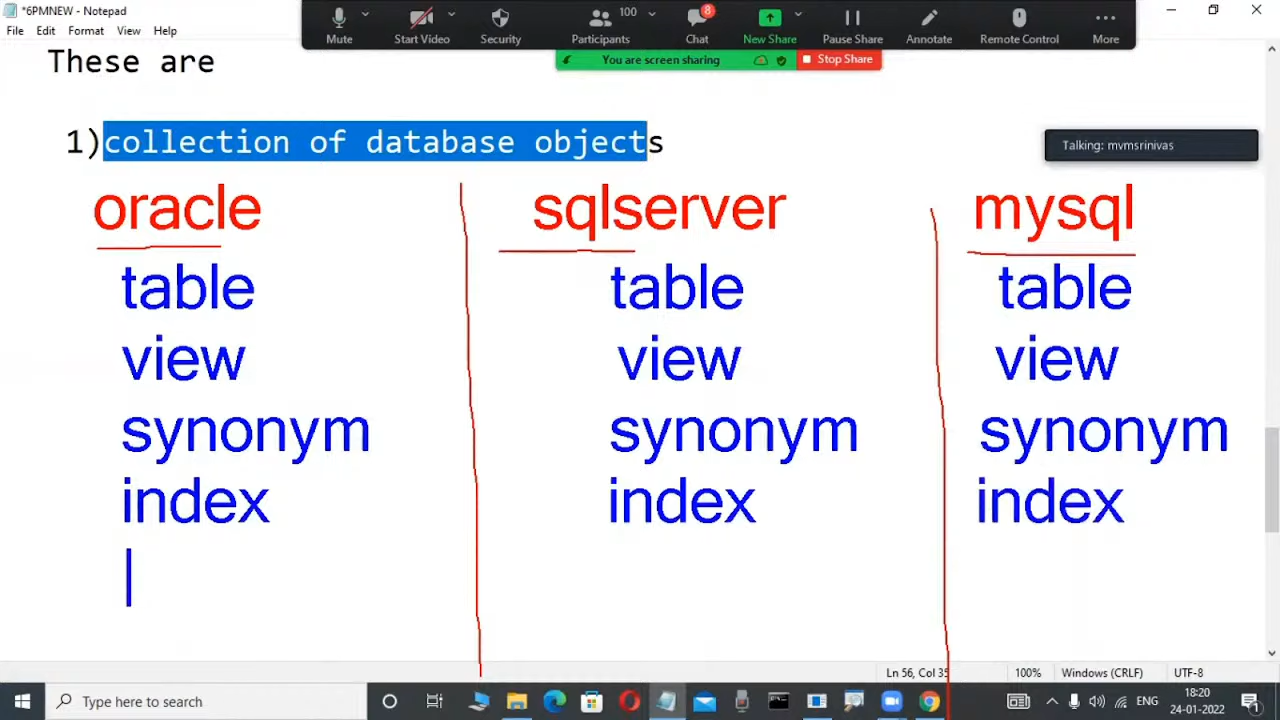 *6PMNEW - Notepad
File Edit Format View Help
Mute Start Video Security Participants 100 Chat 8 New Share Pause Share Annotate Remote Control More
You are screen sharing Stop Share
These are
1)collection of database objects
Talking: mvmsrinivas
oracle sqlserver mysql
table table table
view view view
synonym synonym synonym
index index index
Ln 56, Col 35 100% Windows (CRLF) UTF-8
Type here to search ENG 18:20
24-01-2022 1